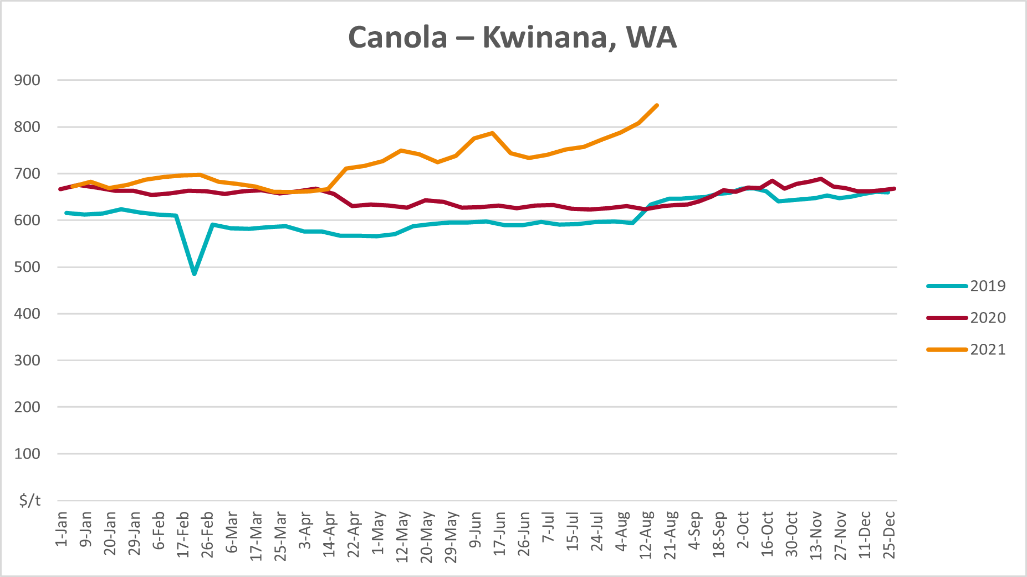 Canola – Kwinana, WA
900
800
700
600
500
400
300
200
100
$/t
1-Jan
9-Jan
20-Jan
29-Jan
6-Feb
17-Feb
26-Feb
6-Mar
17-Mar
25-Mar
3-Apr
14-Apr
22-Apr
1-May
12-May
20-May
29-May
9-Jun
17-Jun
26-Jun
7-Jul
15-Jul
24-Jul
4-Aug
12-Aug
21-Aug
4-Sep
18-Sep
2-Oct
16-Oct
30-Oct
13-Nov
27-Nov
11-Dec
25-Dec
2019
2020
2021